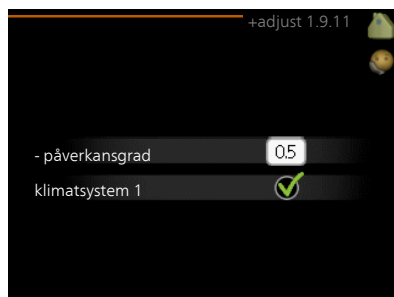 +adjust 1.9.11
- påverkansgrad 0.5
klimatsystem 1